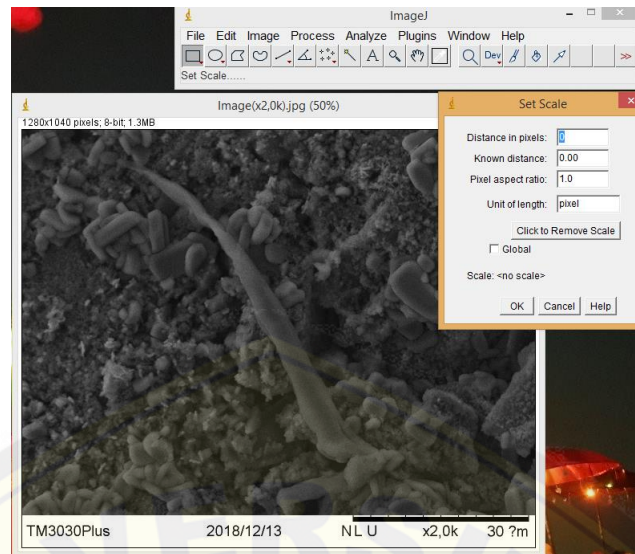 ImageJ
File Edit Image Process Analyze Plugins Window Help
A Dev >>
Set Scale......
Image(x2,0k).jpg (50%)
1280x1040 pixels; 8-bit; 1.3MB
Set Scale
Distance in pixels: 0
Known distance: 0.00
Pixel aspect ratio: 1.0
Unit of length: pixel
Click to Remove Scale
Global
Scale: <no scale>
OK Cancel Help
TM3030Plus 2018/12/13 NL U x2,0k 30 ?m